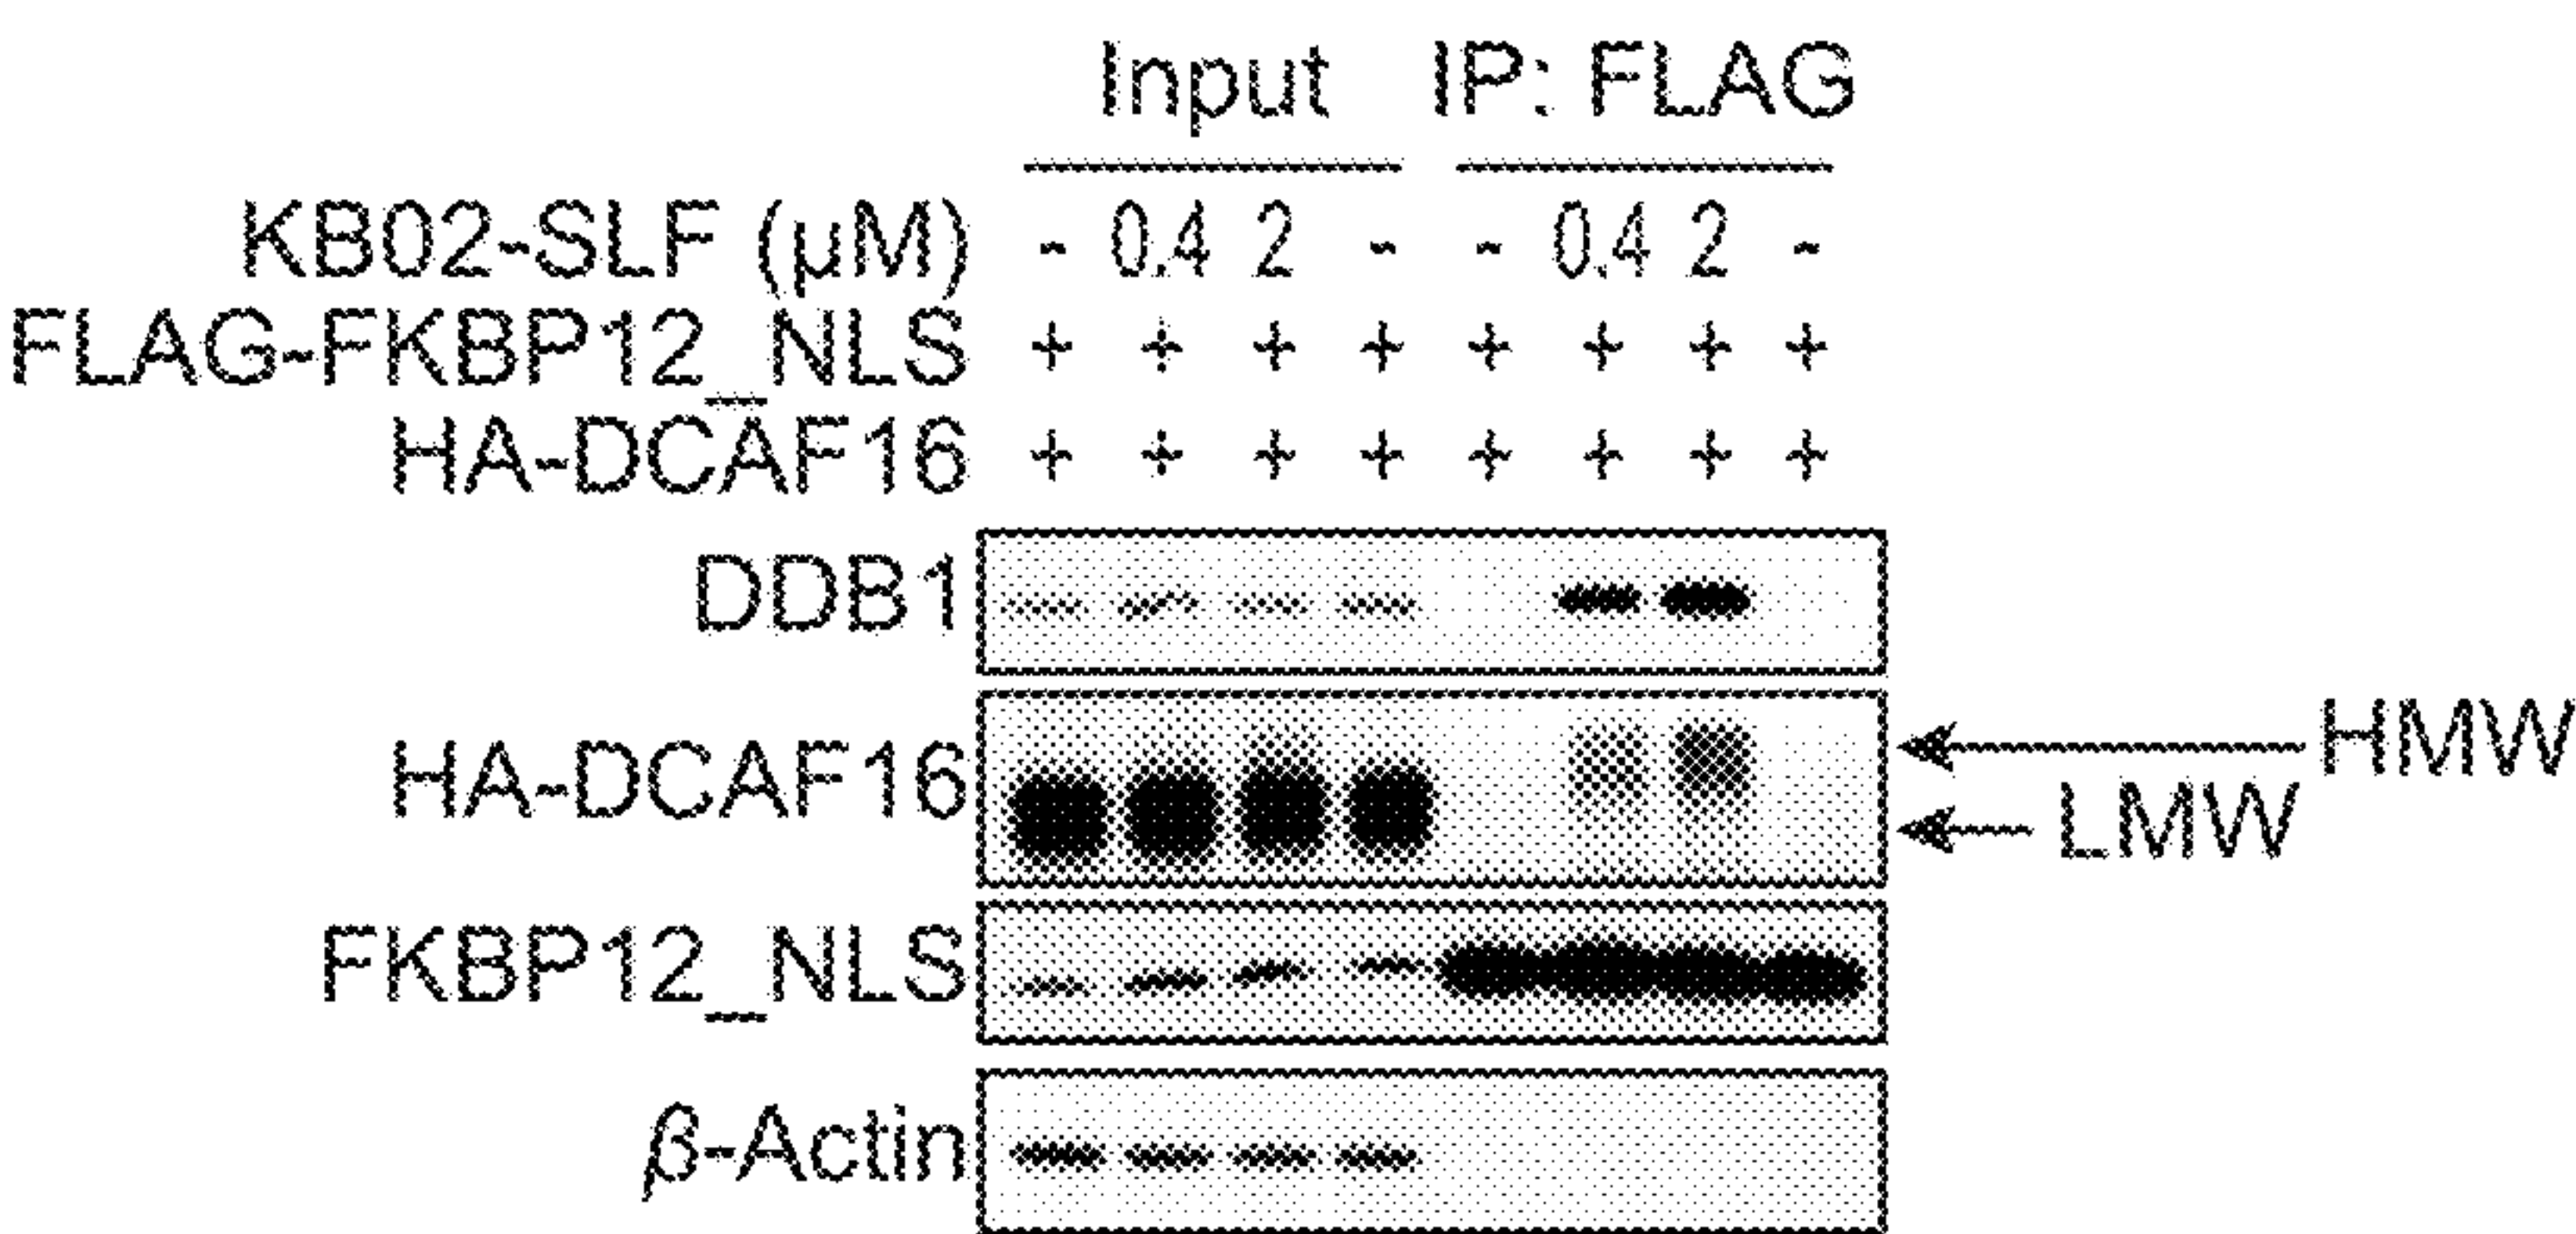 Input IP: FLAG
KB02-SLF (μM) - 0.4 2 - - 0.4 2 -
FLAG-FKBP12_NLS + + + + + + + +
HA-DCAF16 + + + + + + + +
DDB1
HA-DCAF16
HMW
LMW
FKBP12_NLS
β-Actin